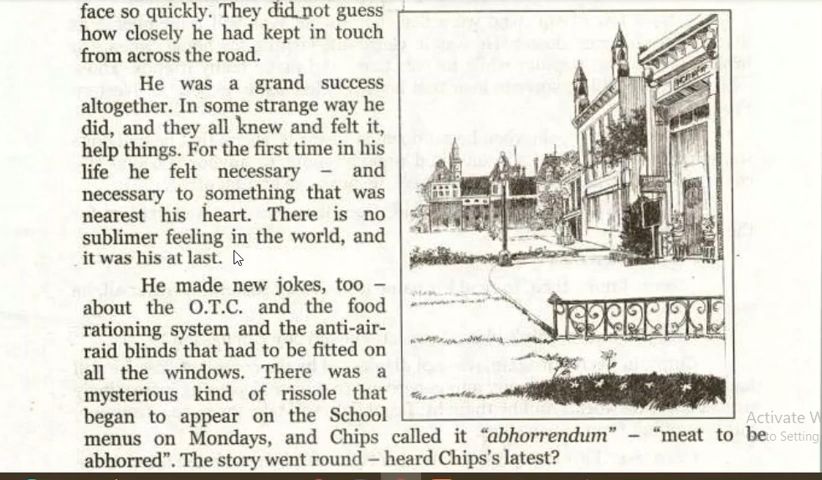 face so quickly. They did not guess
how closely he had kept in touch
from across the road.
He was a grand success
altogether. In some strange way he
did, and they all knew and felt it,
help things. For the first time in his
life he felt necessary – and
necessary to something that was
nearest his heart. There is no
sublimer feeling in the world, and
it was his at last.
He made new jokes, too
about the O.T.C. and the food
rationing system and the anti-air-
raid blinds that had to be fitted on
all the windows. There was a
mysterious kind of rissole that
began to appear on the School
menus on Mondays, and Chips called it “abhorrendum” – “meat to be
abhorred”. The story went round – heard Chips's latest?
Activate W
to Setting